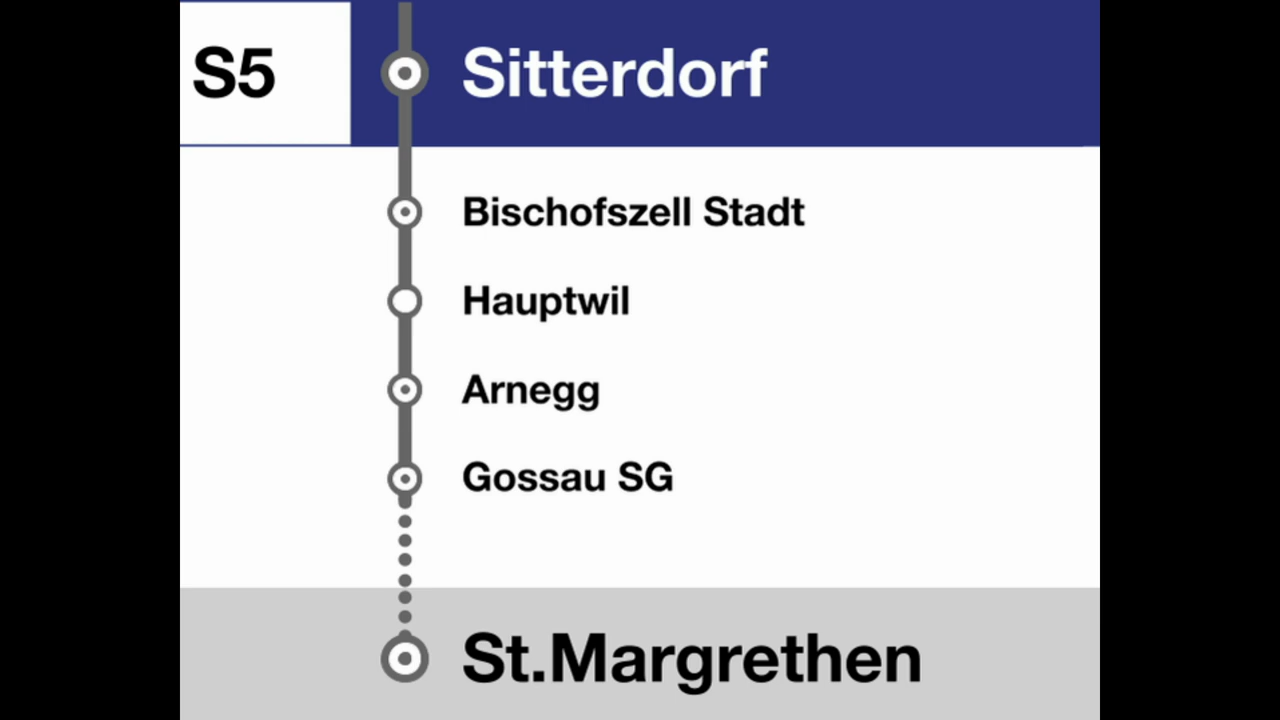 S5 Sitterdorf
Bischofszell Stadt
Hauptwil
Arnegg
Gossau SG
St.Margrethen